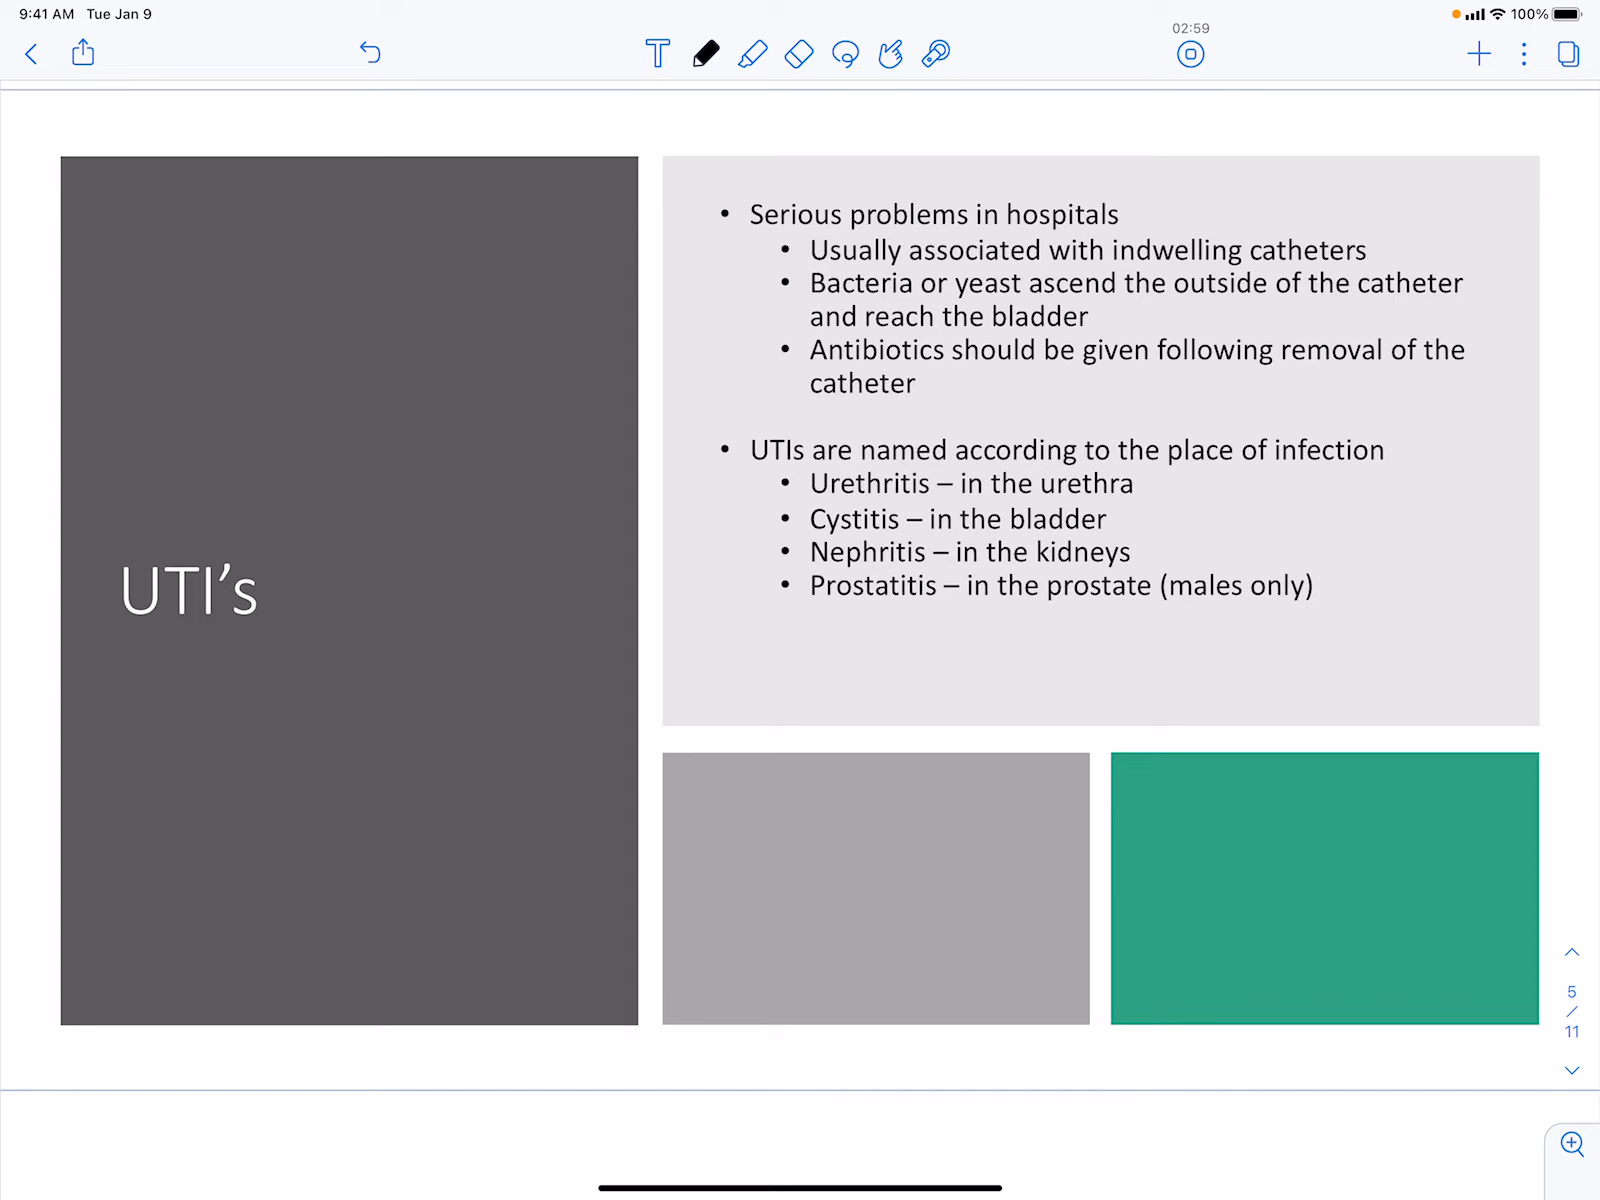 9:41 AM Tue Jan 9
100%
02:59
UTI’s
• Serious problems in hospitals
• Usually associated with indwelling catheters
• Bacteria or yeast ascend the outside of the catheter
and reach the bladder
• Antibiotics should be given following removal of the
catheter
• UTIs are named according to the place of infection
• Urethritis – in the urethra
• Cystitis – in the bladder
• Nephritis – in the kidneys
• Prostatitis – in the prostate (males only)
5
/
11